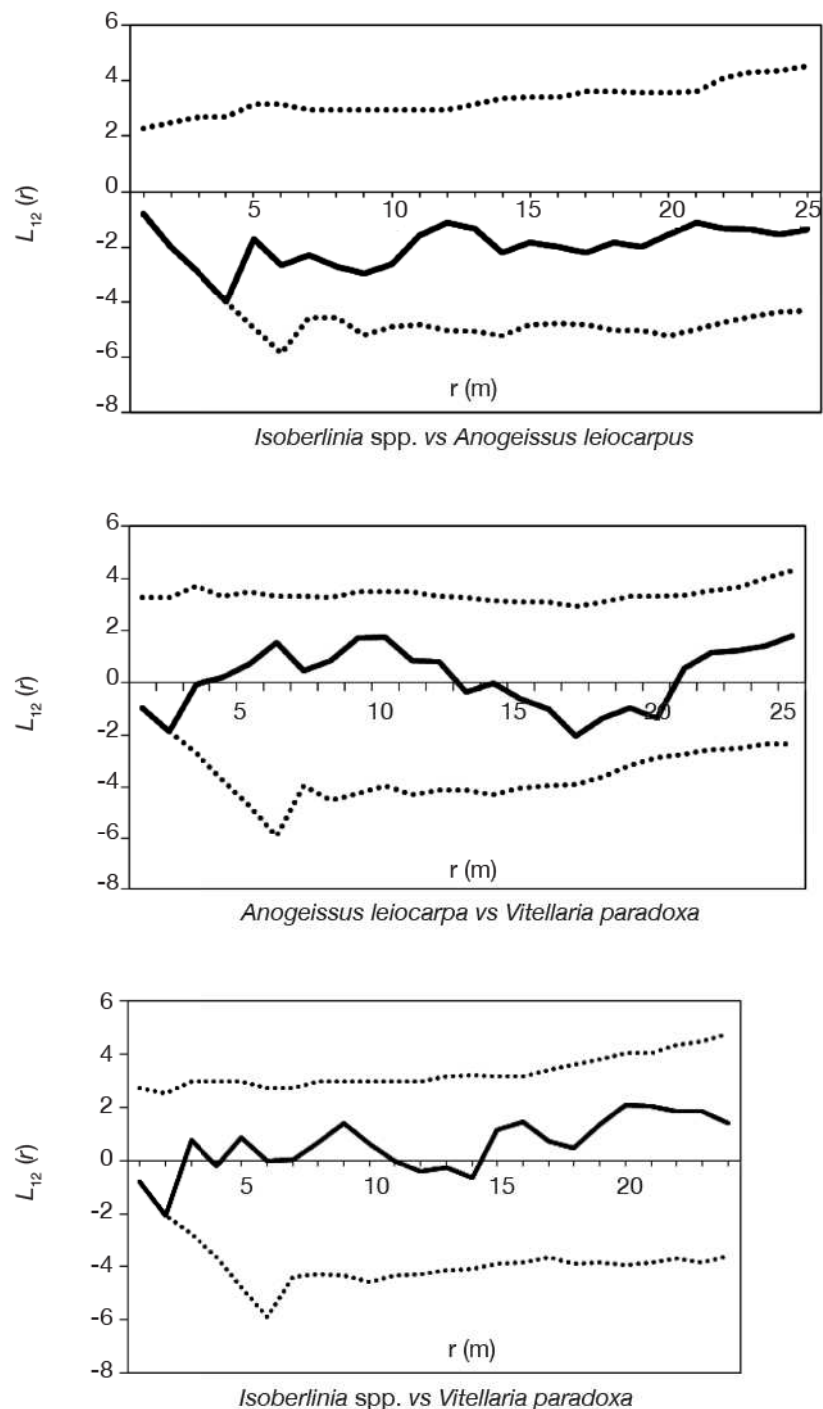 6
4
2
0
-2
-4
-6
-8
L12 (r)
5 10 15 20 25
r (m)
Isoberlinia spp. vs Anogeissus leiocarpus
6
4
2
0
-2
-4
-6
-8
L12 (r)
5 10 15 20 25
r (m)
Anogeissus leiocarpa vs Vitellaria paradoxa
6
4
2
0
-2
-4
-6
-8
L12 (r)
5 10 15 20
r (m)
Isoberlinia spp. vs Vitellaria paradoxa